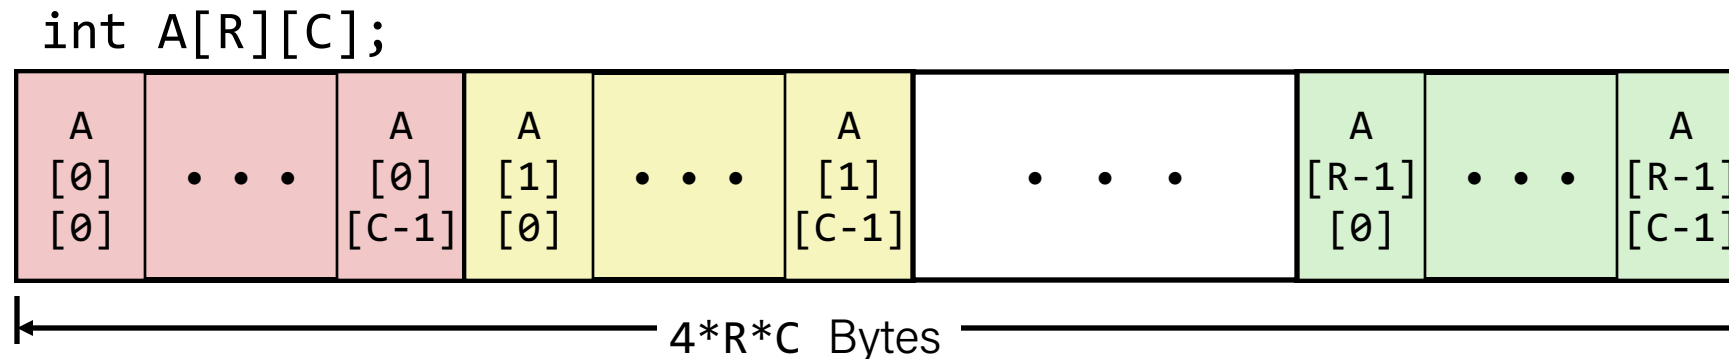 int A[R][C];
A
[0]
[0]
• • •
A
[0]
[C-1]
A
[1]
[0]
• • •
A
[1]
[C-1]
• • •
A
[R-1]
[0]
• • •
A
[R-1]
[C-1]
4*R*C Bytes